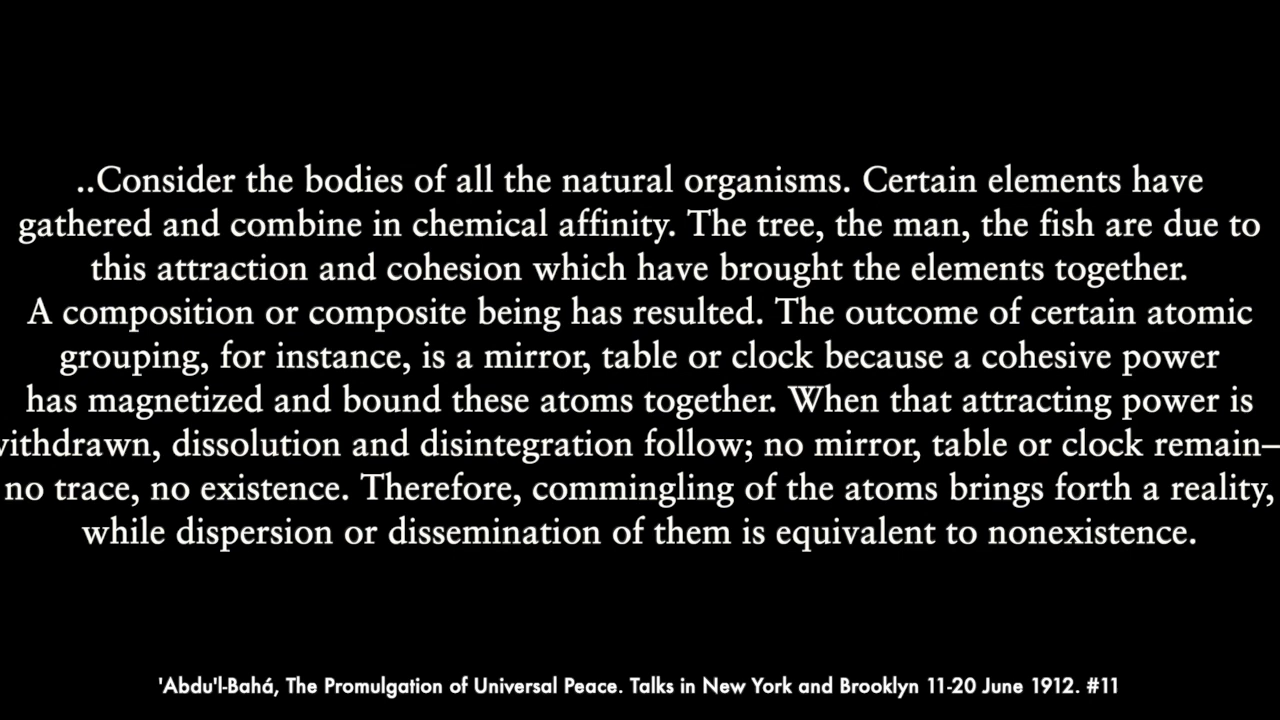 ..Consider the bodies of all the natural organisms. Certain elements have
gathered and combine in chemical affinity. The tree, the man, the fish are due to
this attraction and cohesion which have brought the elements together.
A composition or composite being has resulted. The outcome of certain atomic
grouping, for instance, is a mirror, table or clock because a cohesive power
has magnetized and bound these atoms together. When that attracting power is
withdrawn, dissolution and disintegration follow; no mirror, table or clock remain–
no trace, no existence. Therefore, commingling of the atoms brings forth a reality,
while dispersion or dissemination of them is equivalent to nonexistence.
'Abdu'l-Bahá, The Promulgation of Universal Peace. Talks in New York and Brooklyn 11-20 June 1912. #11